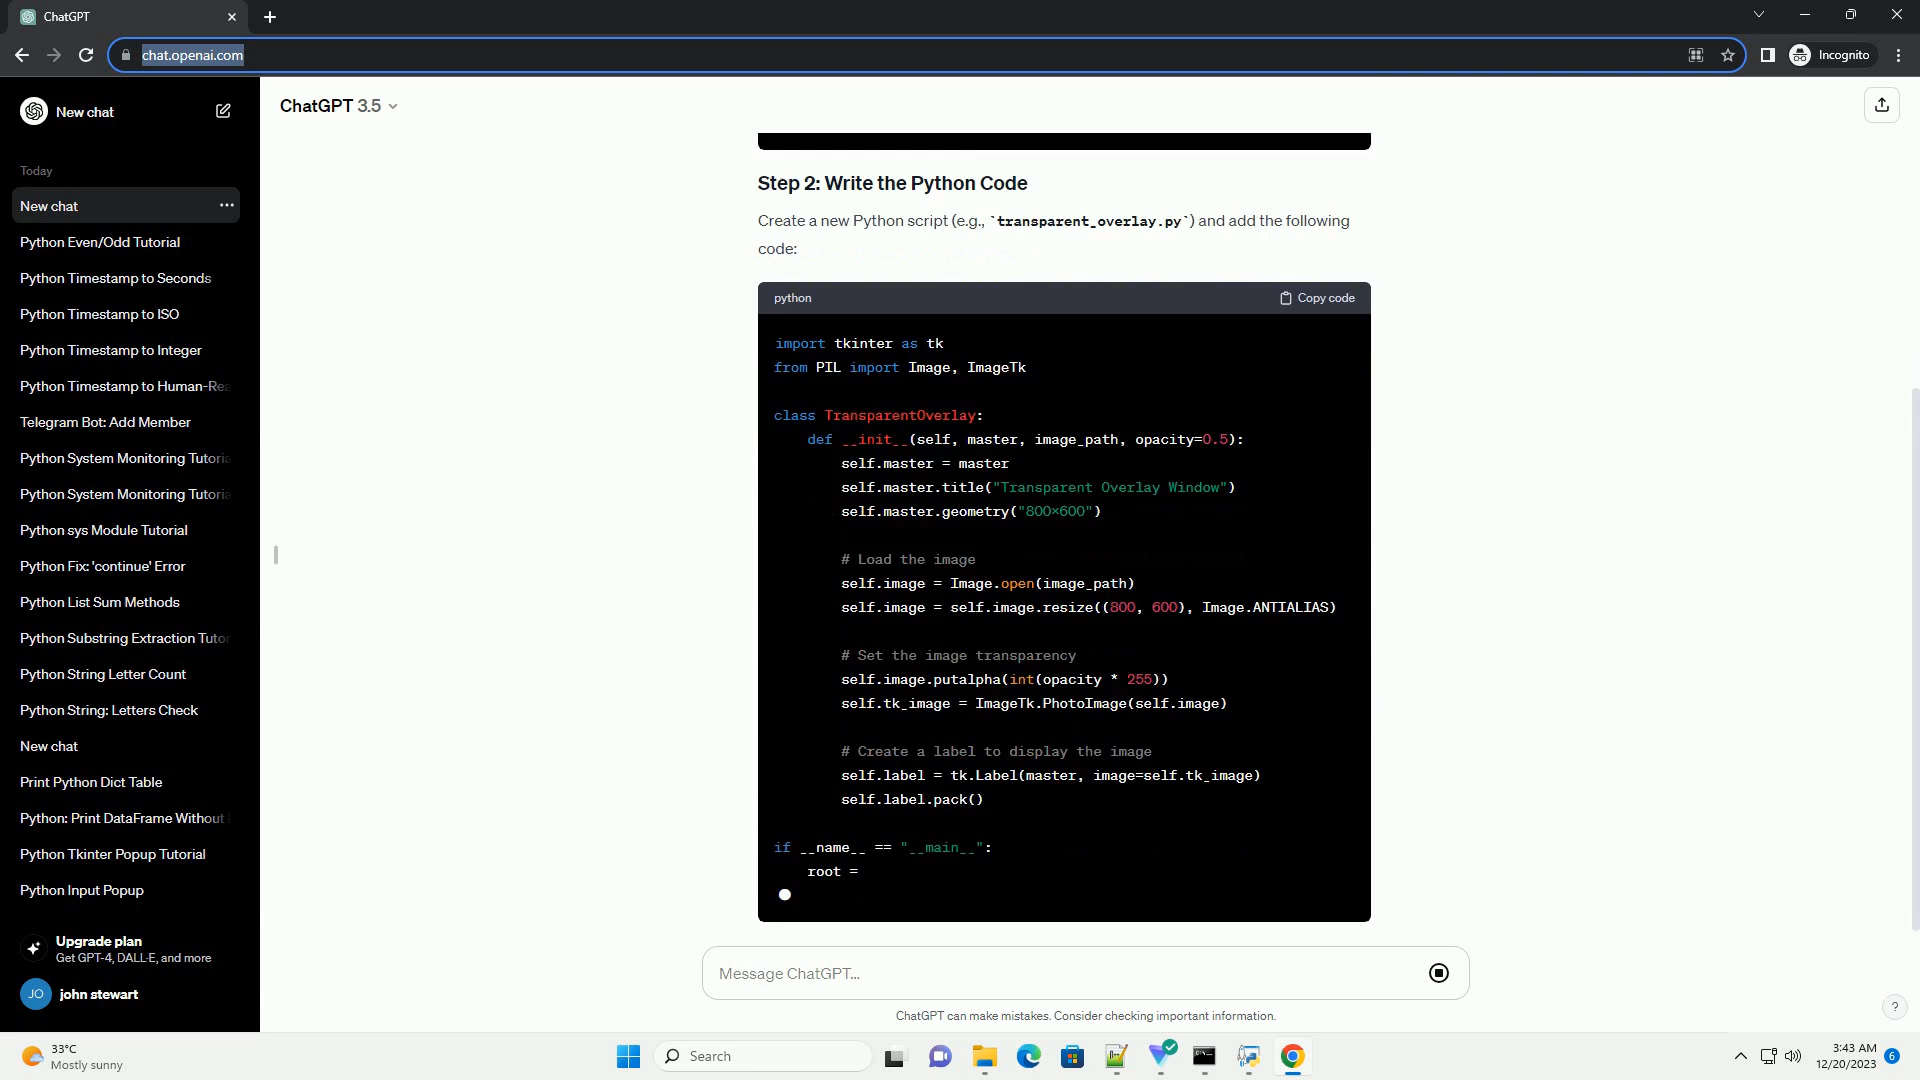 ChatGPT
chat.openai.com
Incognito
New chat
ChatGPT 3.5
Today
New chat
Python Even/Odd Tutorial
Python Timestamp to Seconds
Python Timestamp to ISO
Python Timestamp to Integer
Python Timestamp to Human-Rea
Telegram Bot: Add Member
Python System Monitoring Tutoria
Python System Monitoring Tutoria
Python sys Module Tutorial
Python Fix: 'continue' Error
Python List Sum Methods
Python Substring Extraction Tutor
Python String Letter Count
Python String: Letters Check
New chat
Print Python Dict Table
Python: Print DataFrame Without
Python Tkinter Popup Tutorial
Python Input Popup
Upgrade plan
Get GPT-4, DALL·E, and more
JO john stewart
Step 2: Write the Python Code
Create a new Python script (e.g., `transparent_overlay.py`) and add the following
code:
python
Copy code
import tkinter as tk
from PIL import Image, ImageTk
class TransparentOverlay:
def __init__(self, master, image_path, opacity=0.5):
self.master = master
self.master.title("Transparent Overlay Window")
self.master.geometry("800x600")
# Load the image
self.image = Image.open(image_path)
self.image = self.image.resize((800, 600), Image.ANTIALIAS)
# Set the image transparency
self.image.putalpha(int(opacity * 255))
self.tk_image = ImageTk.PhotoImage(self.image)
# Create a label to display the image
self.label = tk.Label(master, image=self.tk_image)
self.label.pack()
if __name__ == "__main__":
root =
Message ChatGPT...
ChatGPT can make mistakes. Consider checking important information.
?
33°C
Mostly sunny
Search
3:43 AM
12/20/2023
6